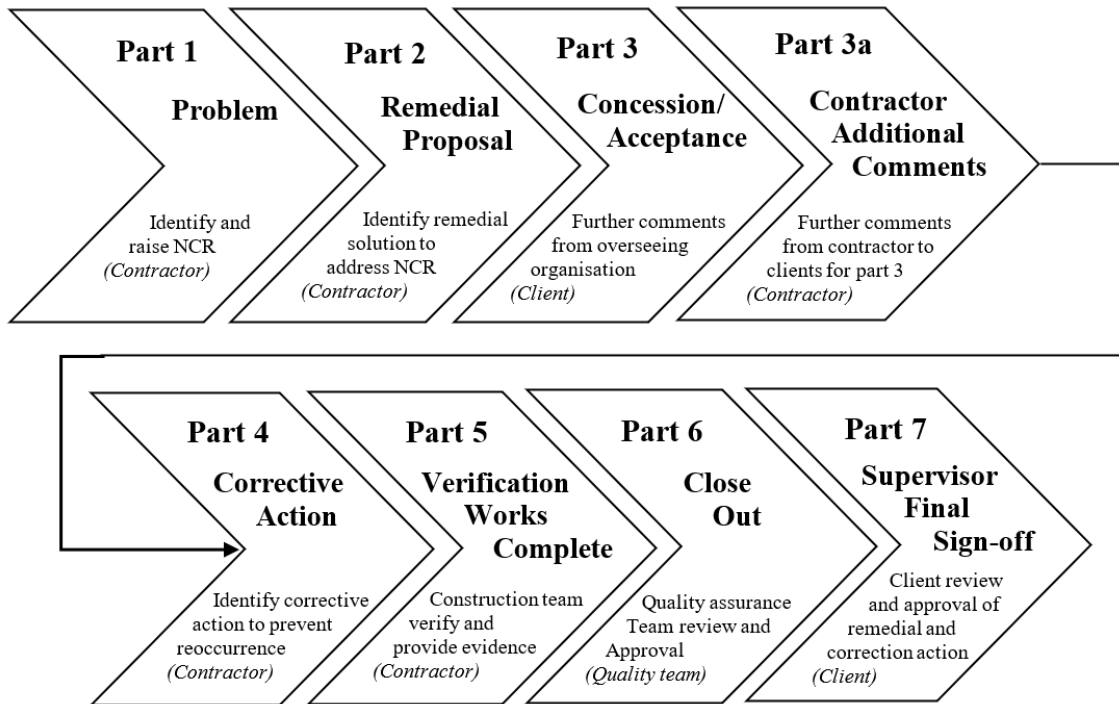 Part 1
Problem
Identify and
raise NCR
(Contractor)
Part 2
Remedial
Proposal
Identify remedial
solution to
address NCR
(Contractor)
Part 3
Concession/
Acceptance
Further comments
from overseeing
organisation
(Client)
Part 3a
Contractor
Additional
Comments
Further comments
from contractor to
clients for part 3
(Contractor)
Part 4
Corrective
Action
Identify corrective
action to prevent
reoccurrence
(Contractor)
Part 5
Verification
Works
Complete
Construction team
verify and
provide evidence
(Contractor)
Part 6
Close
Out
Quality assurance
Team review and
Approval
(Quality team)
Part 7
Supervisor
Final
Sign-off
Client review
and approval of
remedial and
correction action
(Client)